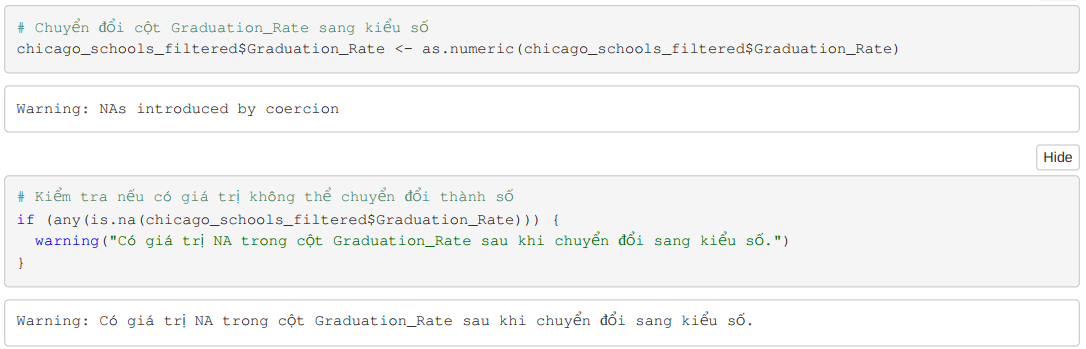 # Chuyển đổi cột Graduation_Rate sang kiểu số
chicago_schools_filtered$Graduation_Rate <- as.numeric(chicago_schools_filtered$Graduation_Rate)
Warning: NAs introduced by coercion
Hide
# Kiểm tra nếu có giá trị không thể chuyển đổi thành số
if (any(is.na(chicago_schools_filtered$Graduation_Rate))) {
  warning("Có giá trị NA trong cột Graduation_Rate sau khi chuyển đổi sang kiểu số.")
}
Warning: Có giá trị NA trong cột Graduation_Rate sau khi chuyển đổi sang kiểu số.